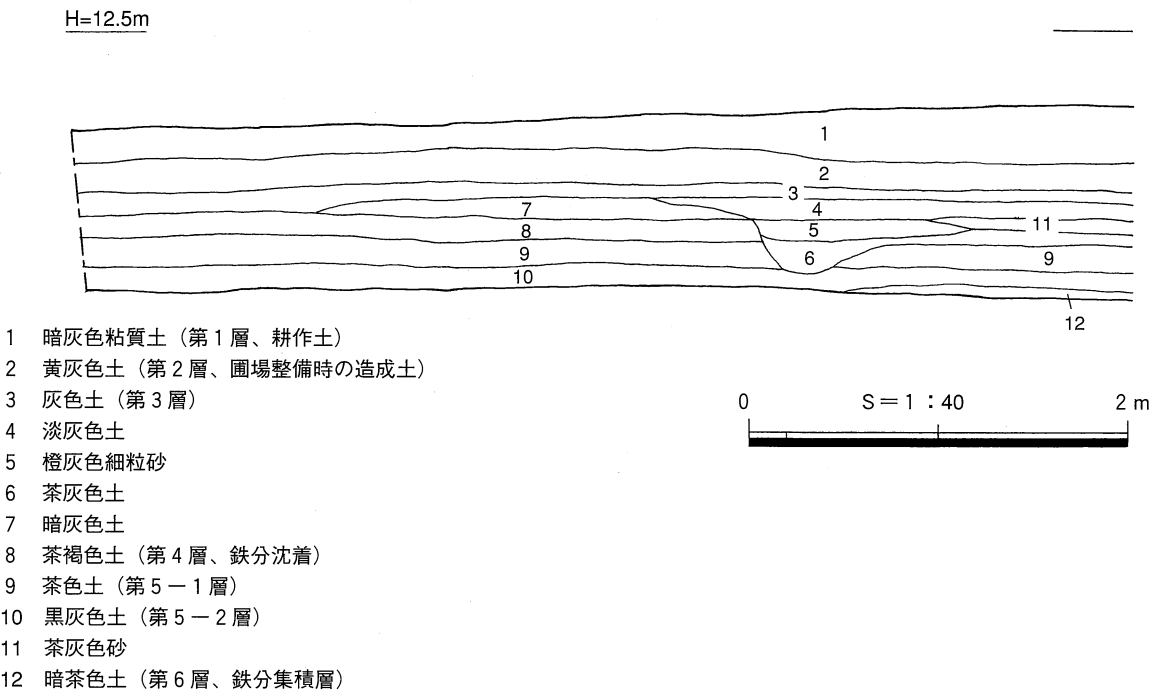 H=12.5m
1
2
3
7
4
11
8
5
9
6
9
10
12
1 暗灰色粘質土（第1層、耕作土）
2 黄灰色土（第2層、圃場整備時の造成土）
3 灰色土（第3層）
4 淡灰色土
5 橙灰色細粒砂
6 茶灰色土
7 暗灰色土
8 茶褐色土（第4層、鉄分沈着）
9 茶色土（第5－1層）
10 黒灰色土（第5－2層）
11 茶灰色砂
12 暗茶色土（第6層、鉄分集積層）
0 S＝1：40 2m